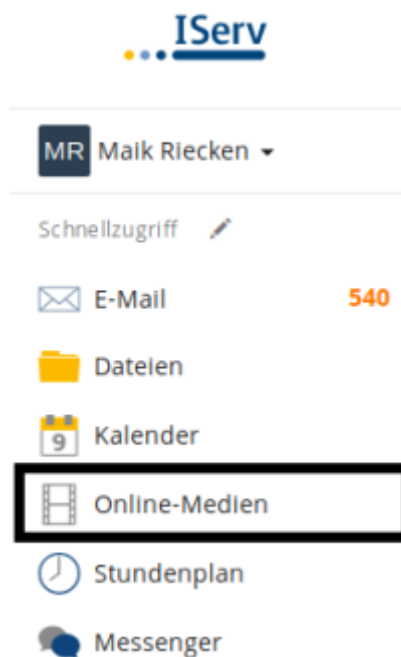 IServ
MR Maik Riecken
Schnellzugriff
E-Mail 540
Dateien
9 Kalender
Online-Medien
Stundenplan
Messenger